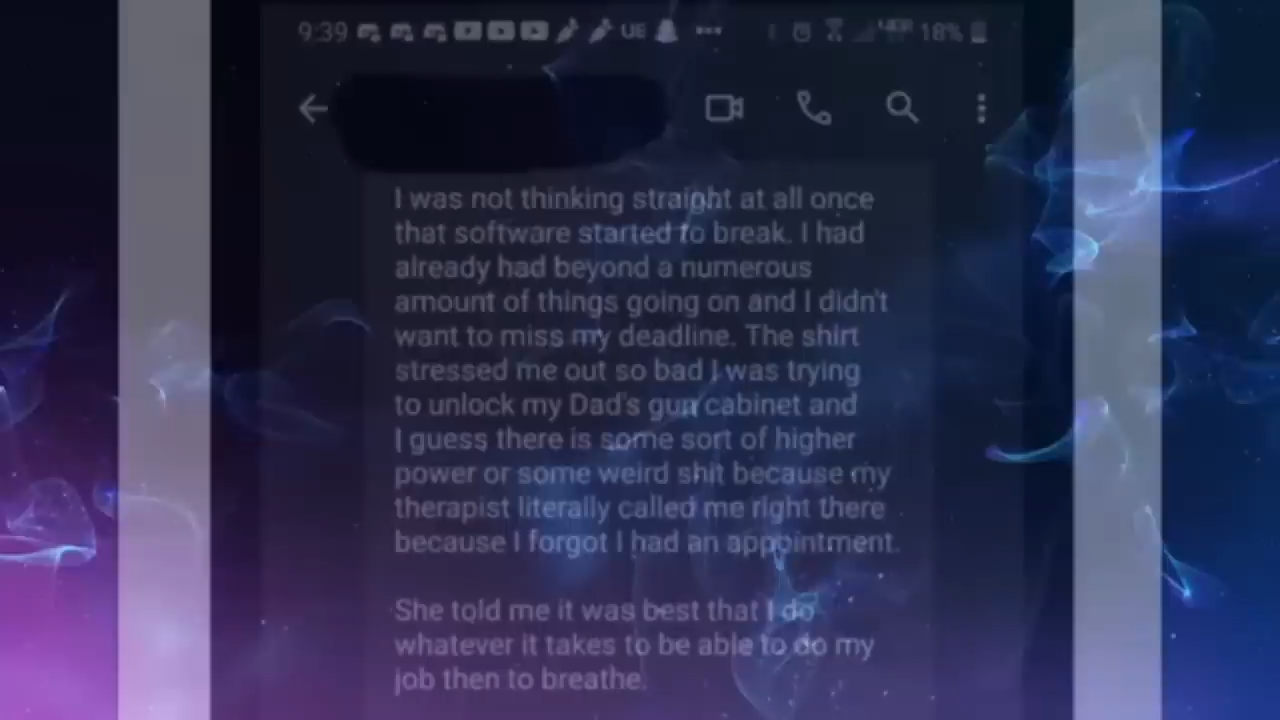 9:39 UE 18%
I was not thinking straight at all once
that software started to break. I had
already had beyond a numerous
amount of things going on and I didn't
want to miss my deadline. The shirt
stressed me out so bad I was trying
to unlock my Dad's gun cabinet and
I guess there is some sort of higher
power or some weird shit because my
therapist literally called me right there
because I forgot I had an appointment.
She told me it was best that I do
whatever it takes to be able to do my
job then to breathe.